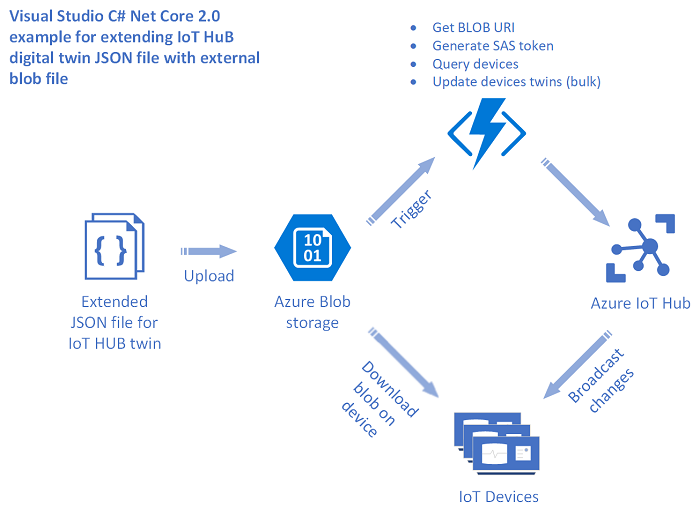 Visual Studio C# Net Core 2.0
example for extending IoT HuB
digital twin JSON file with external
blob file
• Get BLOB URI
• Generate SAS token
• Query devices
• Update devices twins (bulk)
Trigger
{ }
Upload
10
01
Extended
JSON file for
IoT HUB twin
Azure Blob
storage
Azure IoT Hub
Download
blob on
device
Broadcast
changes
IoT Devices